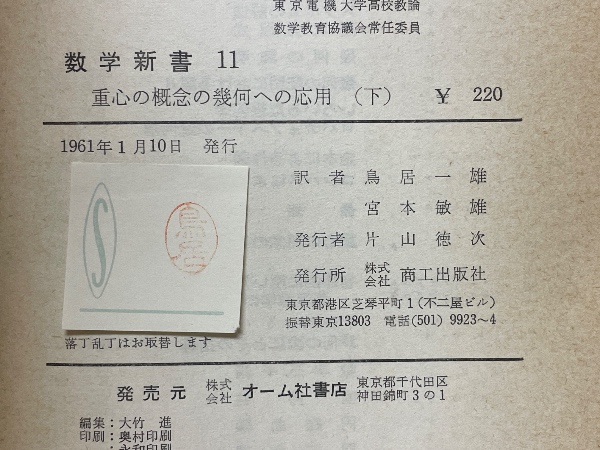 東京電機大学高校教諭
数学教育協議会常任委員
数学新書 11
重心の概念の幾何への応用 (下) ¥ 220
1961年1月10日 発行
訳者 鳥居一雄
宮本敏雄
発行者 片山徳次
発行所 株式会社 商工出版社
東京都港区芝琴平町1(不二屋ビル)
振替東京13803 電話(501)9923~4
S
鳥居
落丁乱丁はお取替します
発売元 株式会社 オーム社書店 東京都千代田区神田錦町3の1
編集:大竹 進
印刷:奥村印刷
永和印刷